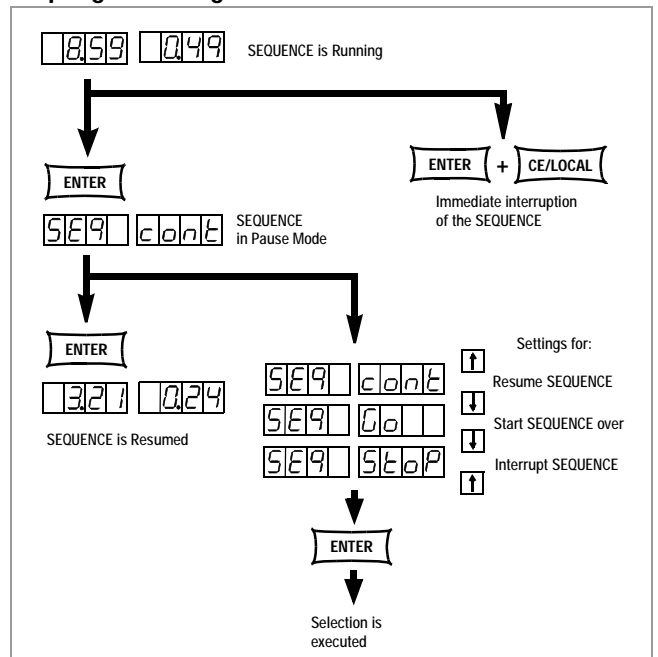 8.59 0.49 SEQUENCE is Running
ENTER
ENTER + CE/LOCAL
Immediate interruption
of the SEQUENCE
SEq cont SEQUENCE
in Pause Mode
ENTER
3.21 0.24
SEQUENCE is Resumed
Settings for:
SEq cont ↑
Resume SEQUENCE
↓
SEq Go Start SEQUENCE over
↓
SEq StoP Interrupt SEQUENCE
↑
ENTER
Selection is
executed